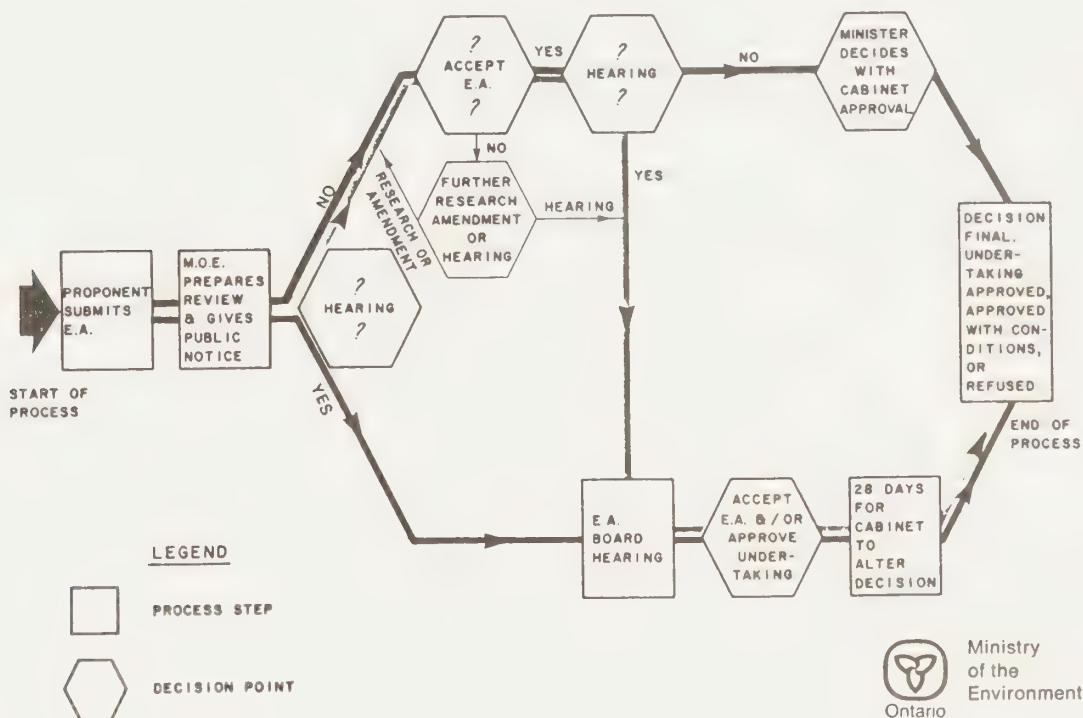 ?
ACCEPT
E.A.
?
YES
?
HEARING
?
NO
MINISTER
DECIDES
WITH
CABINET
APPROVAL
NO
NO
FURTHER
RESEARCH
AMENDMENT
OR
HEARING
RESEARCH OR
AMENDMENT
HEARING
YES
PROPONENT
SUBMITS
E.A.
M.O.E.
PREPARES
REVIEW
& GIVES
PUBLIC
NOTICE
?
HEARING
?
DECISION
FINAL.
UNDER-
TAKING
APPROVED,
APPROVED
WITH CON-
DITIONS,
OR
REFUSED
START OF
PROCESS
YES
END OF
PROCESS
E.A.
BOARD
HEARING
ACCEPT
E.A. & / OR
APPROVE
UNDER-
TAKING
28 DAYS
FOR
CABINET
TO
ALTER
DECISION
LEGEND
PROCESS STEP
DECISION POINT
Ministry
of the
Environment
Ontario